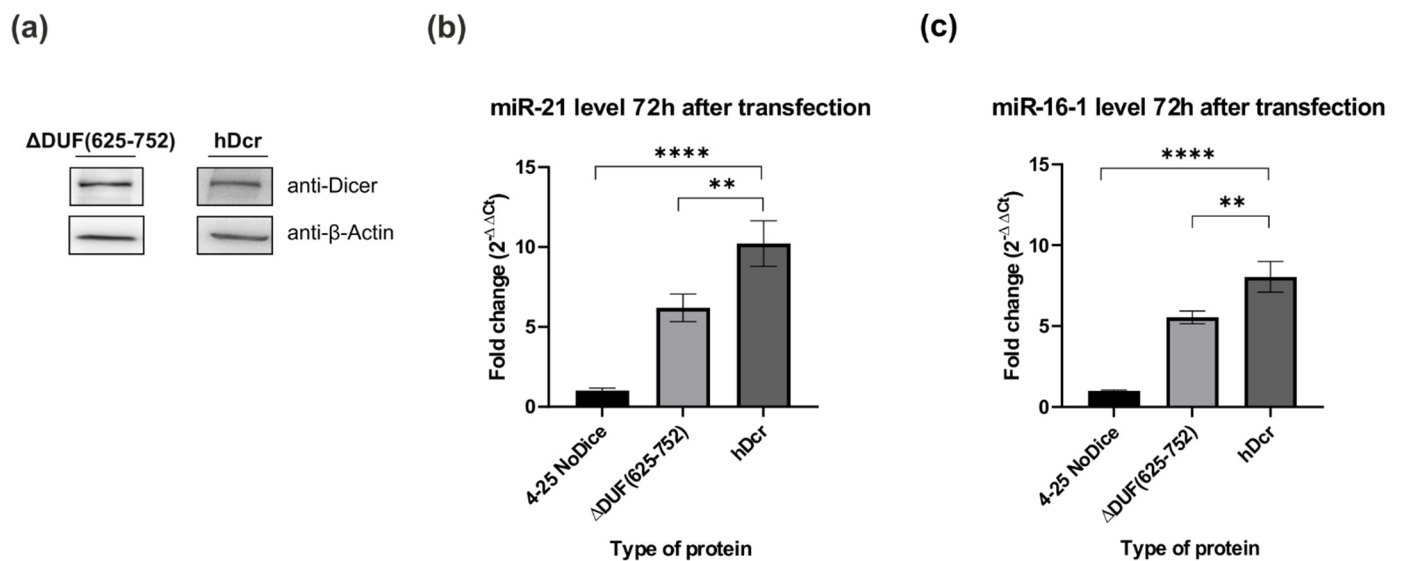 (a)
ΔDUF(625-752) hDcr
anti-Dicer
anti-β-Actin
(b)
miR-21 level 72h after transfection
****
**
Fold change (2-ΔΔCt)
15
10
5
0
4-25 NoDice
ΔDUF(625-752)
hDcr
Type of protein
(c)
miR-16-1 level 72h after transfection
****
**
Fold change (2-ΔΔCt)
15
10
5
0
4-25 NoDice
ΔDUF(625-752)
hDcr
Type of protein